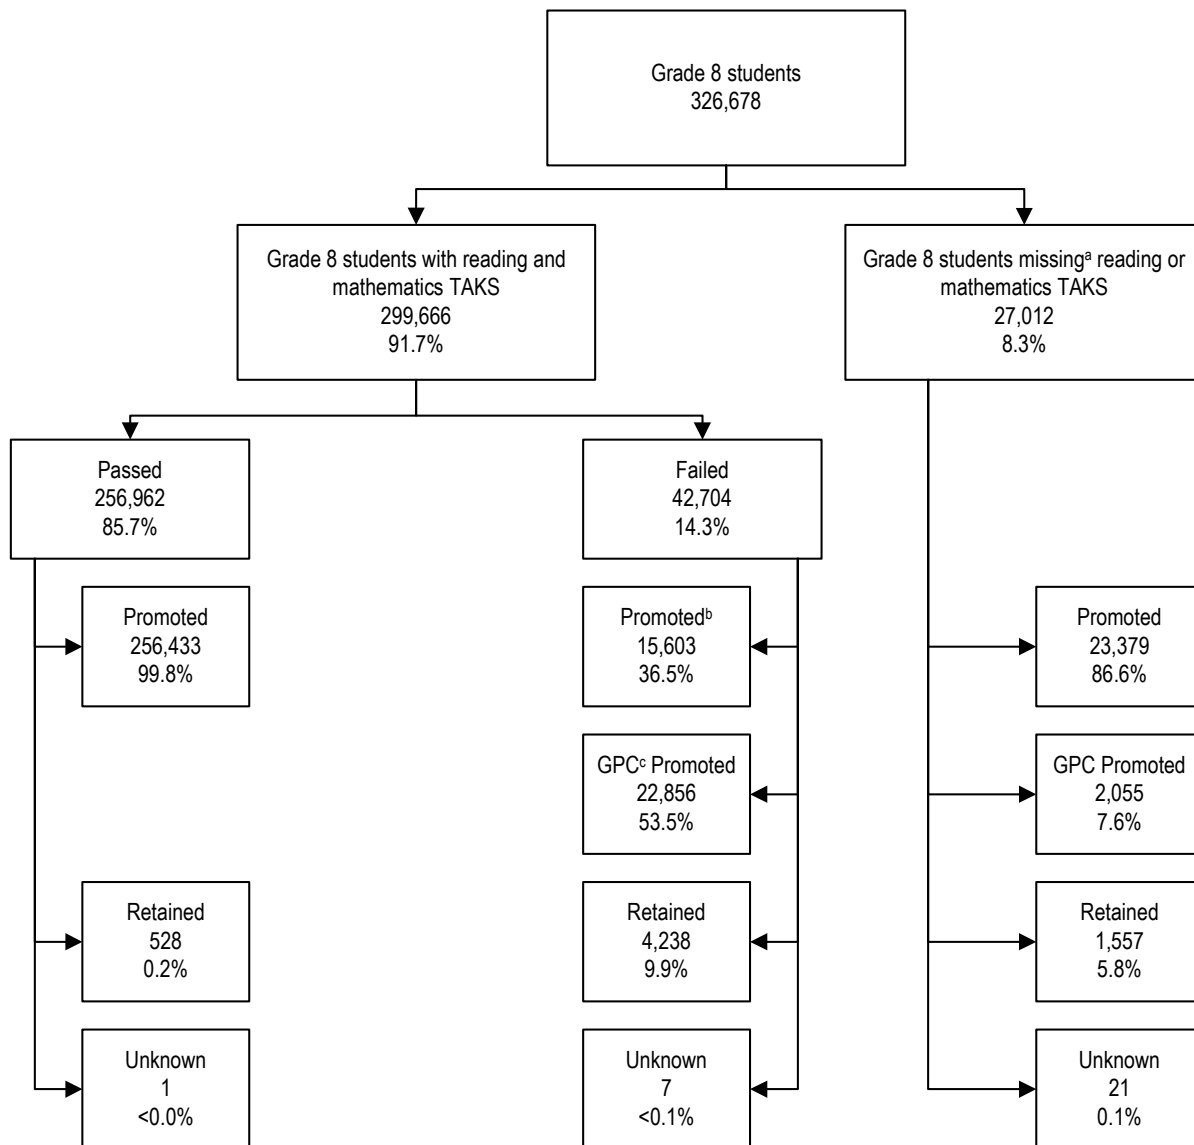 Grade 8 students
326,678
Grade 8 students with reading and
mathematics TAKS
299,666
91.7%
Grade 8 students missingᵃ reading or
mathematics TAKS
27,012
8.3%
Passed
256,962
85.7%
Failed
42,704
14.3%
Promoted
256,433
99.8%
Promotedᵇ
15,603
36.5%
Promoted
23,379
86.6%
GPCᶜ Promoted
22,856
53.5%
GPC Promoted
2,055
7.6%
Retained
528
0.2%
Retained
4,238
9.9%
Retained
1,557
5.8%
Unknown
1
<0.0%
Unknown
7
<0.1%
Unknown
21
0.1%